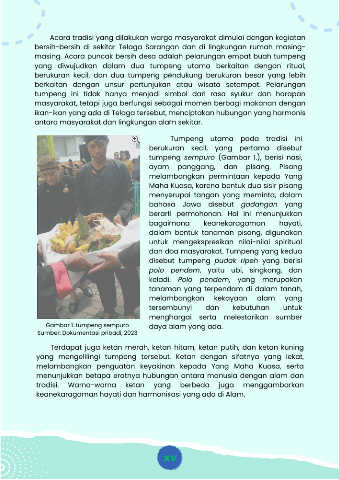 Acara tradisi yang dilakukan warga masyarakat dimulai dengan kegiatan
bersih-bersih di sekitar Telaga Sarangan dan di lingkungan rumah masing-
masing. Acara puncak bersih desa adalah pelarungan empat buah tumpeng
yang diwujudkan dalam dua tumpeng utama berkaitan dengan ritual,
berukuran kecil, dan dua tumpeng pendukung berukuran besar yang lebih
berkaitan dengan unsur pertunjukan atau wisata setempat. Pelarungan
tumpeng ini tidak hanya menjadi simbol dari rasa syukur dan harapan
masyarakat, tetapi juga berfungsi sebagai momen berbagi makanan dengan
ikan-ikan yang ada di Telaga tersebut, menciptakan hubungan yang harmonis
antara masyarakat dan lingkungan alam sekitar.
Tumpeng utama pada tradisi ini
berukuran kecil, yang pertama disebut
tumpeng sempuro (Gambar 1.), berisi nasi,
ayam panggang, dan pisang. Pisang
melambangkan permintaan kepada Yang
Maha Kuasa, karena bentuk dua sisir pisang
menyerupai tangan yang meminta, dalam
bahasa Jawa disebut gadangan yang
berarti permohonan. Hal ini menunjukkan
bagaimana keanekaragaman hayati,
dalam bentuk tanaman pisang, digunakan
untuk mengekspresikan nilai-nilai spiritual
dan doa masyarakat. Tumpeng yang kedua
disebut tumpeng pudak lipeh yang berisi
polo pendem, yaitu ubi, singkong, dan
keladi. Polo pendem, yang merupakan
tanaman yang terpendam di dalam tanah,
melambangkan kekayaan alam yang
tersembunyi dan kebutuhan untuk
menghargai serta melestarikan sumber
daya alam yang ada.
Gambar 1. tumpeng sempuro
Sumber: Dokumentasi pribadi, 2023
Terdapat juga ketan merah, ketan hitam, ketan putih, dan ketan kuning
yang mengelilingi tumpeng tersebut. Ketan dengan sifatnya yang lekat,
melambangkan penguatan keyakinan kepada Yang Maha Kuasa, serta
menunjukkan betapa eratnya hubungan antara manusia dengan alam dan
tradisi. Warna-warna ketan yang berbeda juga menggambarkan
keanekaragaman hayati dan harmonisasi yang ada di Alam.
XV